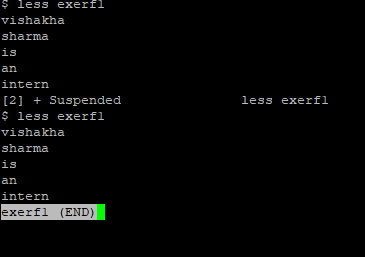 $ less exerf1
vishakha
sharma
is
an
intern
[2] + Suspended                 less exerf1
$ less exerf1
vishakha
sharma
is
an
intern
exerf1 (END)